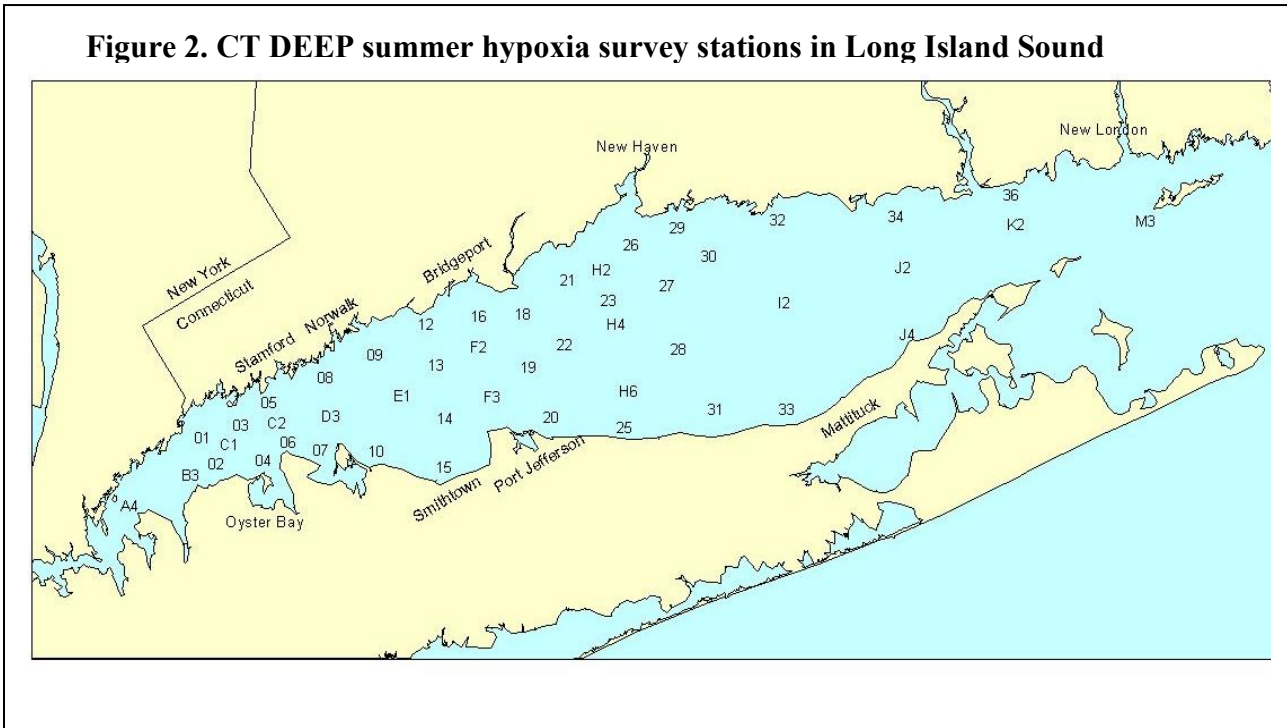 Figure 2. CT DEEP summer hypoxia survey stations in Long Island Sound
New London
New Haven
36
K2
M3
29
32
34
26
30
Bridgeport
H2
J2
New York
21
27
Connecticut
23
I2
16
18
H4
12
Norwalk
J4
F2
22
28
09
Stamford
13
19
08
E1
F3
H6
05
D3
14
20
31
33
Mattituck
03
C2
25
01
C1
06
07
10
Port Jefferson
02
04
15
B3
Smithtown
A4
Oyster Bay